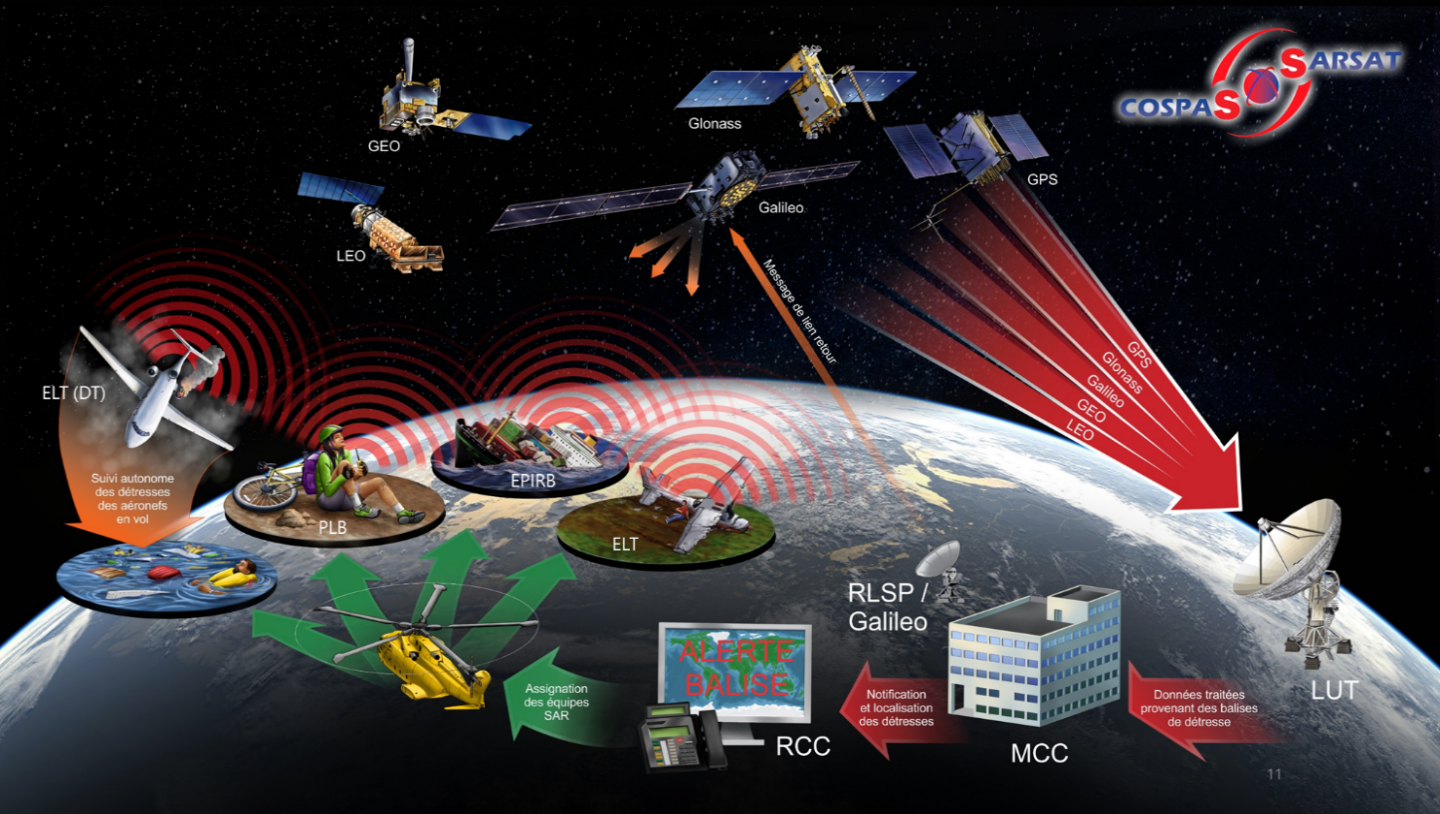 COSPAS SARSAT
GEO
Glonass
GPS
Galileo
LEO
Message de lien retour
GPS
Glonass
Galileo
GEO
LEO
ELT (DT)
Suivi autonome
des détresses
des aéronefs
en vol
PLB
EPIRB
ELT
RLSP /
Galileo
ALERTE
BALISE
Assignation
des équipes
SAR
RCC
Notification
et localisation
des détresses
MCC
Données traitées
provenant des balises
de détresse
LUT
11